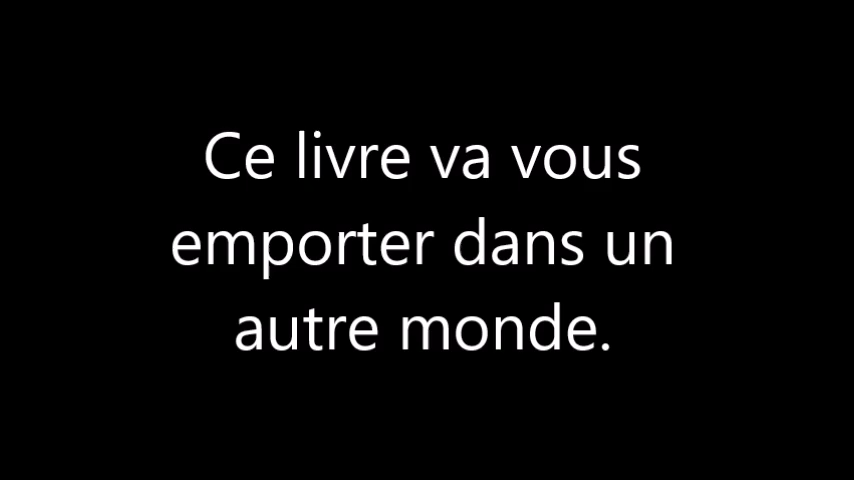 Ce livre va vous
emporter dans un
autre monde.